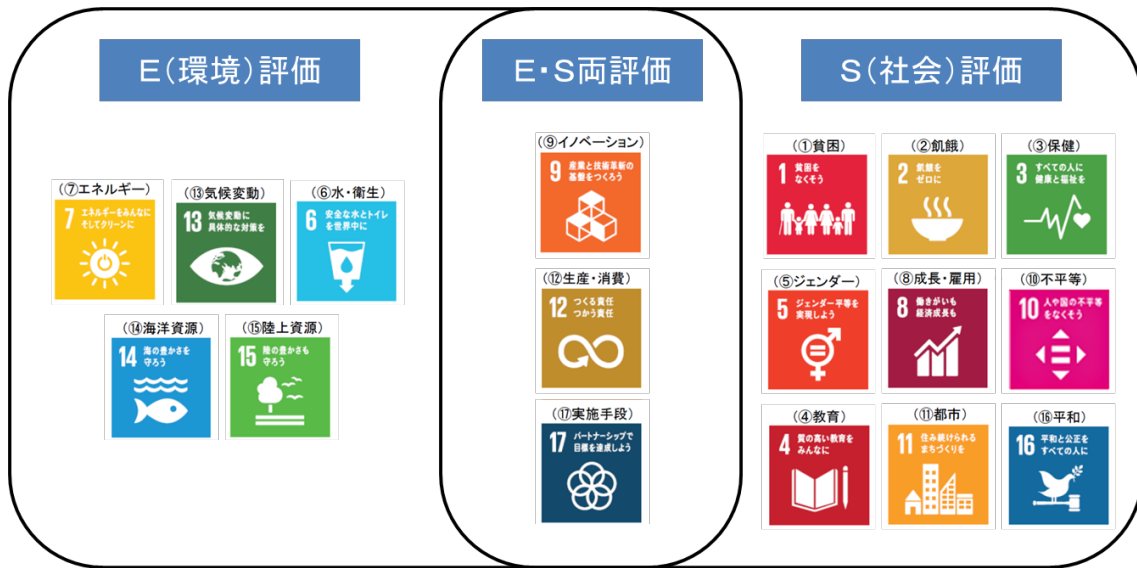 E(環境)評価
E・S両評価
S(社会)評価
(⑦エネルギー)
7 エネルギーをみんなに
そしてクリーンに
(⑬気候変動)
13 気候変動に
具体的な対策を
(⑥水・衛生)
6 安全な水とトイレ
を世界中に
(⑭海洋資源)
14 海の豊かさを
守ろう
(⑮陸上資源)
15 陸の豊かさも
守ろう
(⑨イノベーション)
9 産業と技術革新の
基盤をつくろう
(⑫生産・消費)
12 つくる責任
つかう責任
(⑰実施手段)
17 パートナーシップで
目標を達成しよう
(①貧困)
1 貧困を
なくそう
(②飢餓)
2 飢餓を
ゼロに
(③保健)
3 すべての人に
健康と福祉を
(⑤ジェンダー)
5 ジェンダー平等を
実現しよう
(⑧成長・雇用)
8 働きがいも
経済成長も
(⑩不平等)
10 人や国の不平等
をなくそう
(④教育)
4 質の高い教育を
みんなに
(⑪都市)
11 住み続けられる
まちづくりを
(⑯平和)
16 平和と公正を
すべての人に